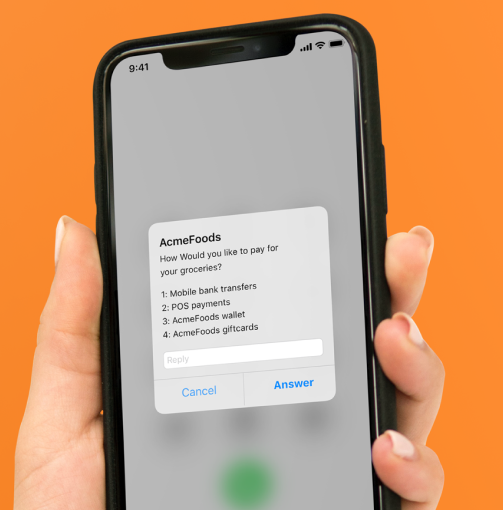 9:41
AcmeFoods
How Would you like to pay for
your groceries?
1: Mobile bank transfers
2: POS payments
3: AcmeFoods wallet
4: AcmeFoods giftcards
Reply
Cancel
Answer